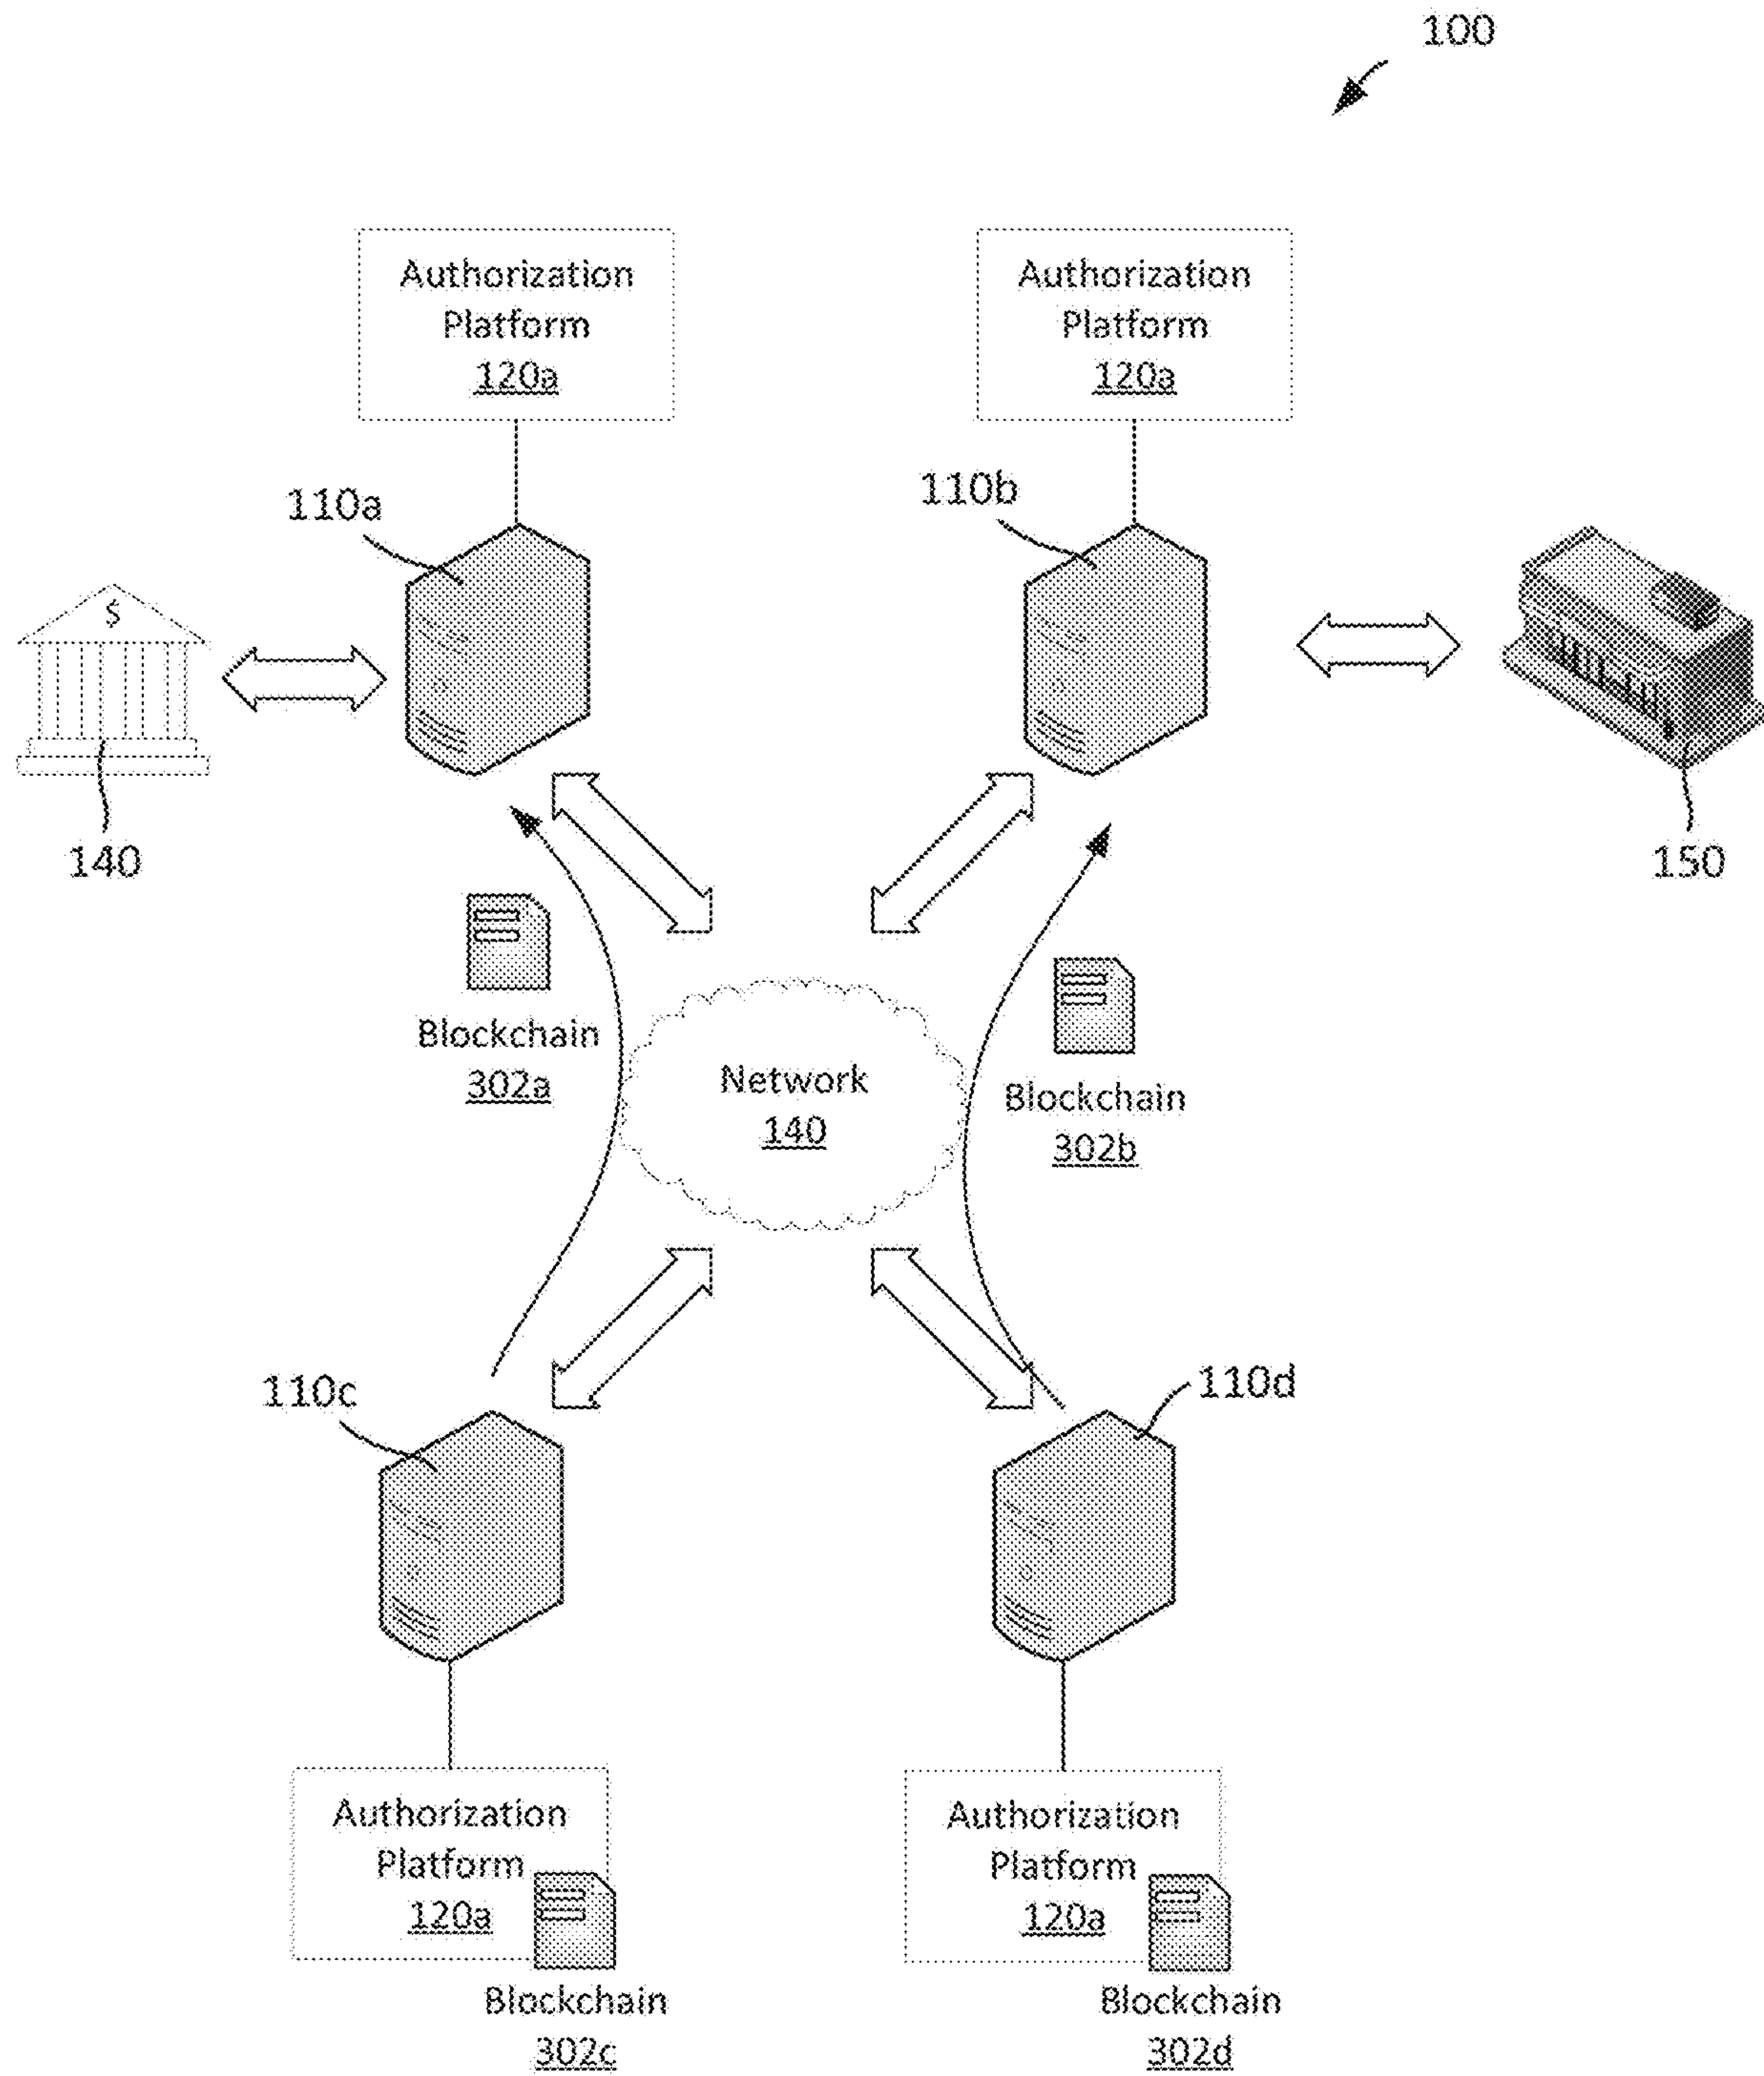 100
Authorization
Platform
120a
Authorization
Platform
120a
110a
110b
$
140
150
Blockchain
302a
Network
140
Blockchain
302b
110c
110d
Authorization
Platform
120a
Blockchain
302c
Authorization
Platform
120a
Blockchain
302d